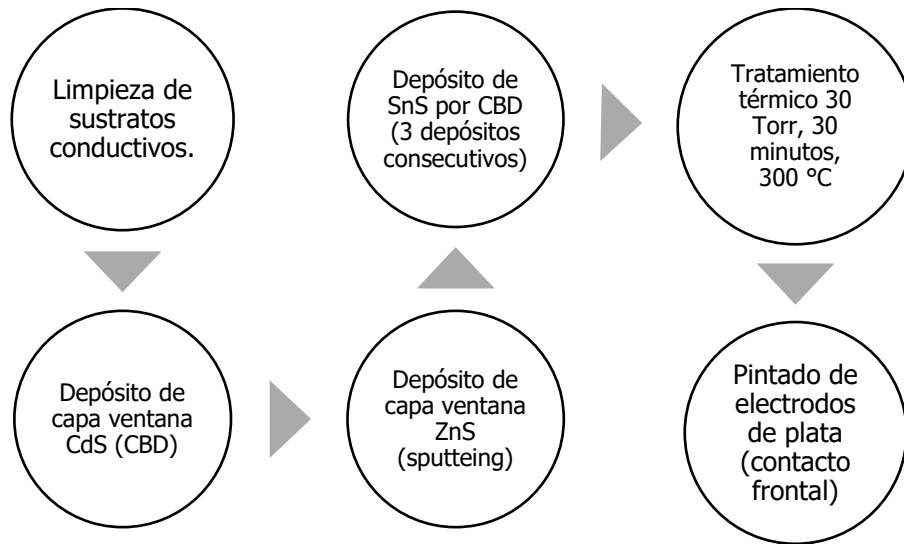 Limpieza de
sustratos
conductivos.
Depósito de
capa ventana
CdS (CBD)
Depósito de
capa ventana
ZnS
(sputteing)
Depósito de
SnS por CBD
(3 depósitos
consecutivos)
Tratamiento
térmico 30
Torr, 30
minutos,
300 °C
Pintado de
electrodos
de plata
(contacto
frontal)